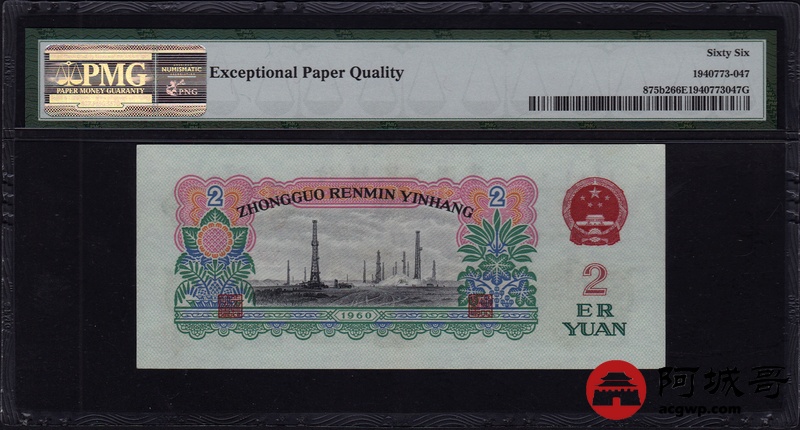 PMG
PAPER MONEY GUARANTY
NUMISMATIC
PNG
Exceptional Paper Quality
Sixty Six
1940773-047
875b266E1940773047G
2
ZHONGGUO RENMIN YINHANG
2
1960
2
ER
YUAN
阿城哥
acgwp.com